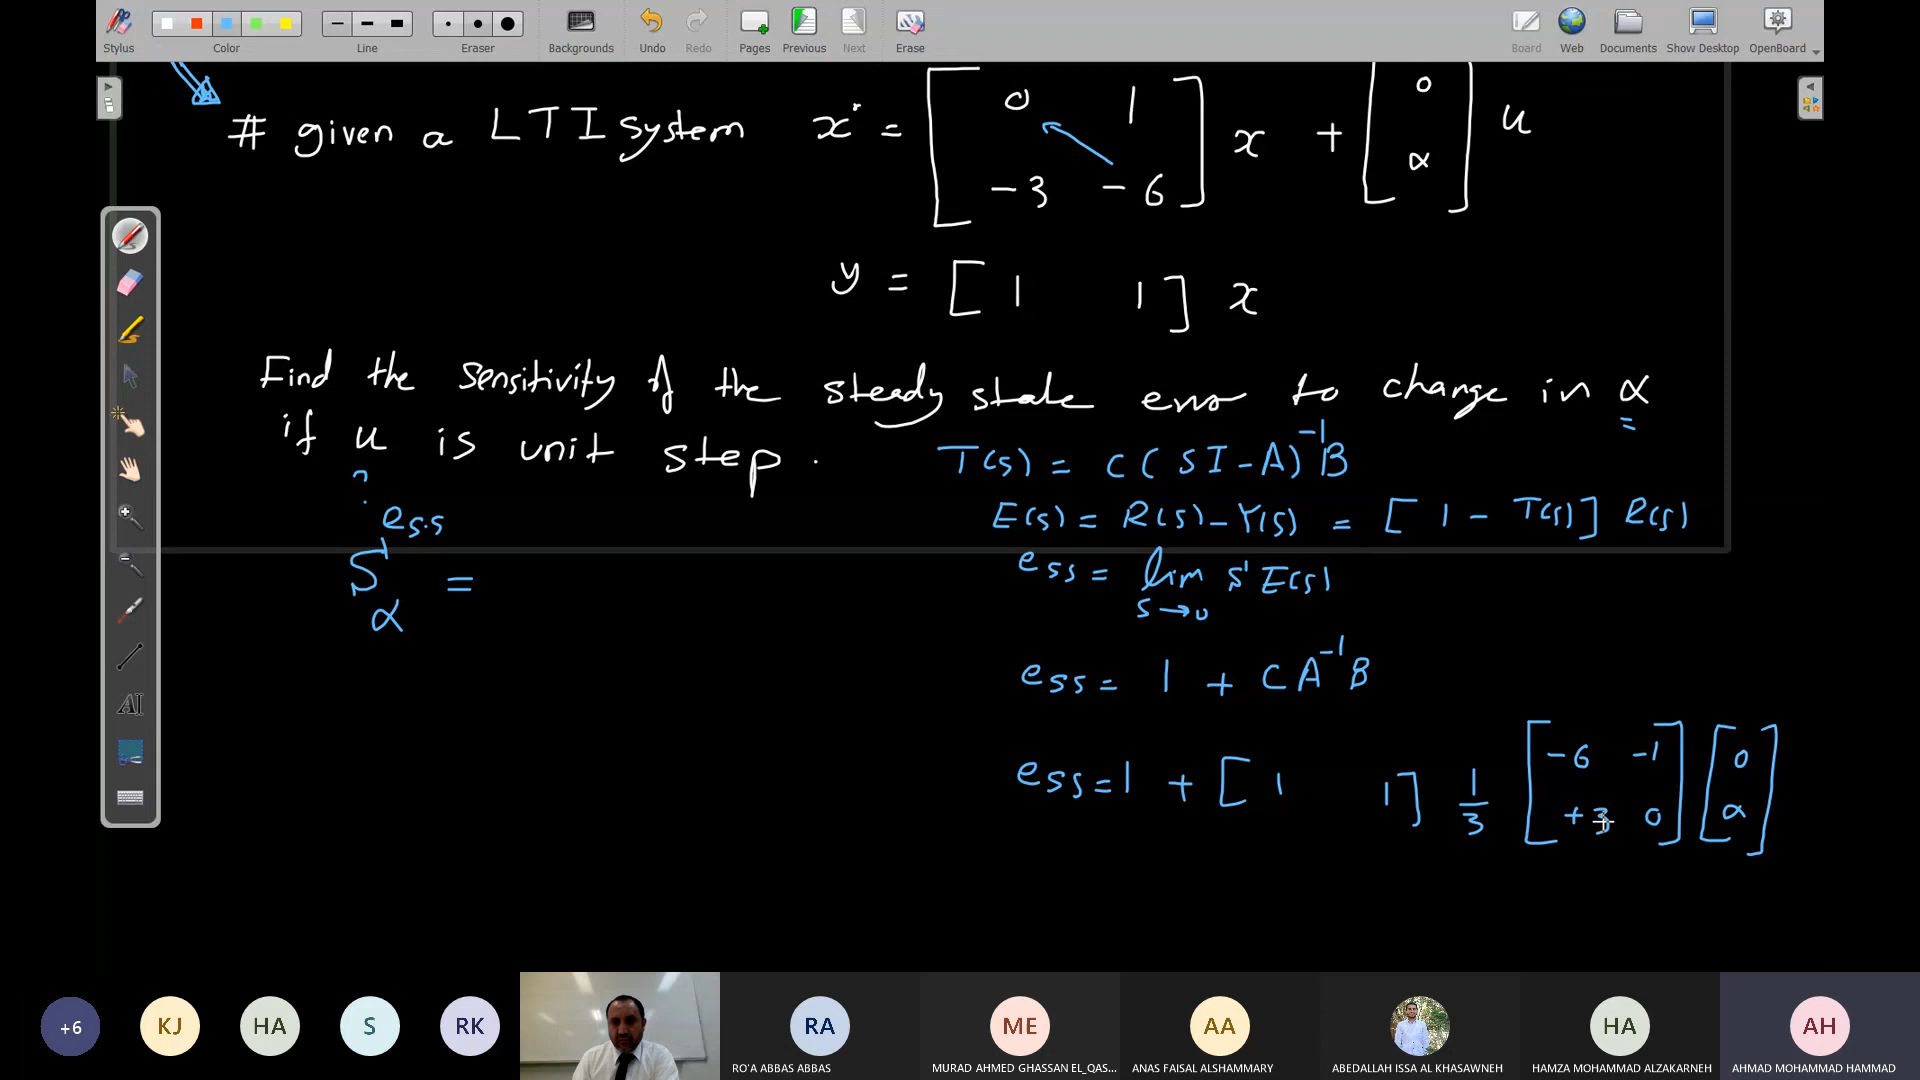 Stylus Color Line Eraser Backgrounds Undo Redo Pages Previous Next Erase Board Web Documents Show Desktop OpenBoard
# given a LTI system x˙ = [ 0 1 ; -3 -6 ] x + [ 0 ; α ] u
y = [ 1 1 ] x
Find the sensitivity of the steady state error to change in α
if u is unit step .
T(s) = C ( SI - A)^-1 B
E(s) = R(s) - Y(s) = [ 1 - T(s) ] R(s)
?
S^e s.s _α =
ess = lim s→0 S E(s)
ess = 1 + C A^-1 B
ess = 1 + [ 1 1 ] 1/3 [ -6 -1 ; +3 0 ] [ 0 ; α ]
AI
+6 KJ HA S RK RA ME AA HA AH
RO'A ABBAS ABBAS MURAD AHMED GHASSAN EL_QAS... ANAS FAISAL ALSHAMMARY ABEDALLAH ISSA AL KHASAWNEH HAMZA MOHAMMAD ALZAKARNEH AHMAD MOHAMMAD HAMMAD